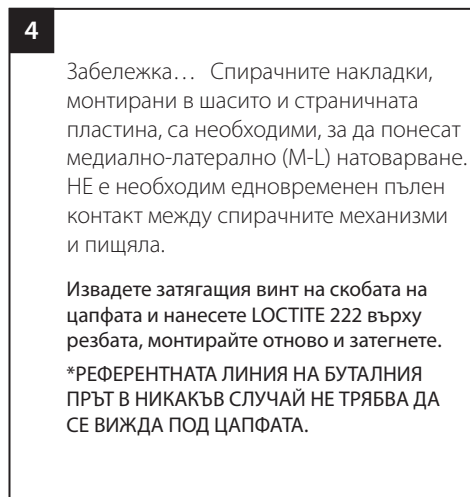 4
Забележка… Спирачните накладки,
монтирани в шасито и страничната
пластина, са необходими, за да понесат
медиално-латерално (M-L) натоварване.
НЕ е необходим едновременен пълен
контакт между спирачните механизми
и пищяла.
Извадете затягащия винт на скобата на
цапфата и нанесете LOCTITE 222 върху
резбата, монтирайте отново и затегнете.
*РЕФЕРЕНТНАТА ЛИНИЯ НА БУТАЛНИЯ
ПРЪТ В НИКАКЪВ СЛУЧАЙ НЕ ТРЯБВА ДА
СЕ ВИЖДА ПОД ЦАПФАТА.